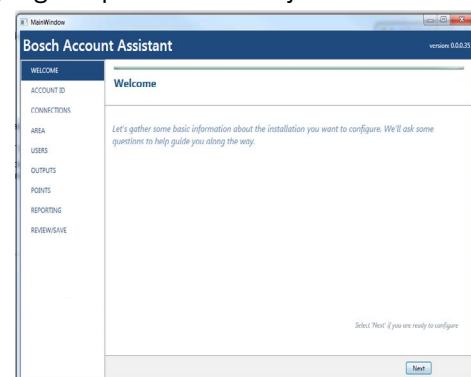 MainWindow
Bosch Account Assistant
version: 0.0.0.35
WELCOME
ACCOUNT ID
CONNECTIONS
AREA
USERS
OUTPUTS
POINTS
REPORTING
REVIEW/SAVE
Welcome
Let's gather some basic information about the installation you want to configure. We'll ask some
questions to help guide you along the way.
Select 'Next' if you are ready to configure
Next